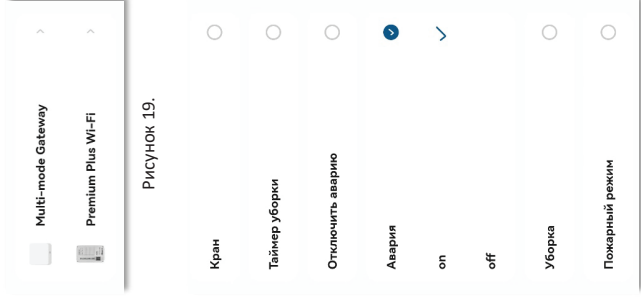 Multi-mode Gateway
Premium Plus Wi-Fi
Рисунок 19.
Кран
Таймер уборки
Отключить аварию
Авария
on
off
Уборка
Пожарный режим